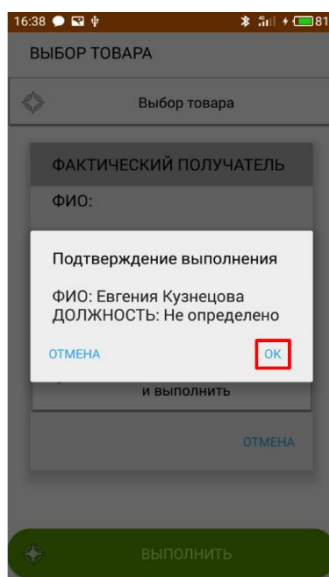 16:38 81
ВЫБОР ТОВАРА
Выбор товара
ФАКТИЧЕСКИЙ ПОЛУЧАТЕЛЬ
ФИО:
Подтверждение выполнения
ФИО: Евгения Кузнецова
ДОЛЖНОСТЬ: Не определено
ОТМЕНА ОК
и выполнить
ОТМЕНА
ВЫПОЛНИТЬ